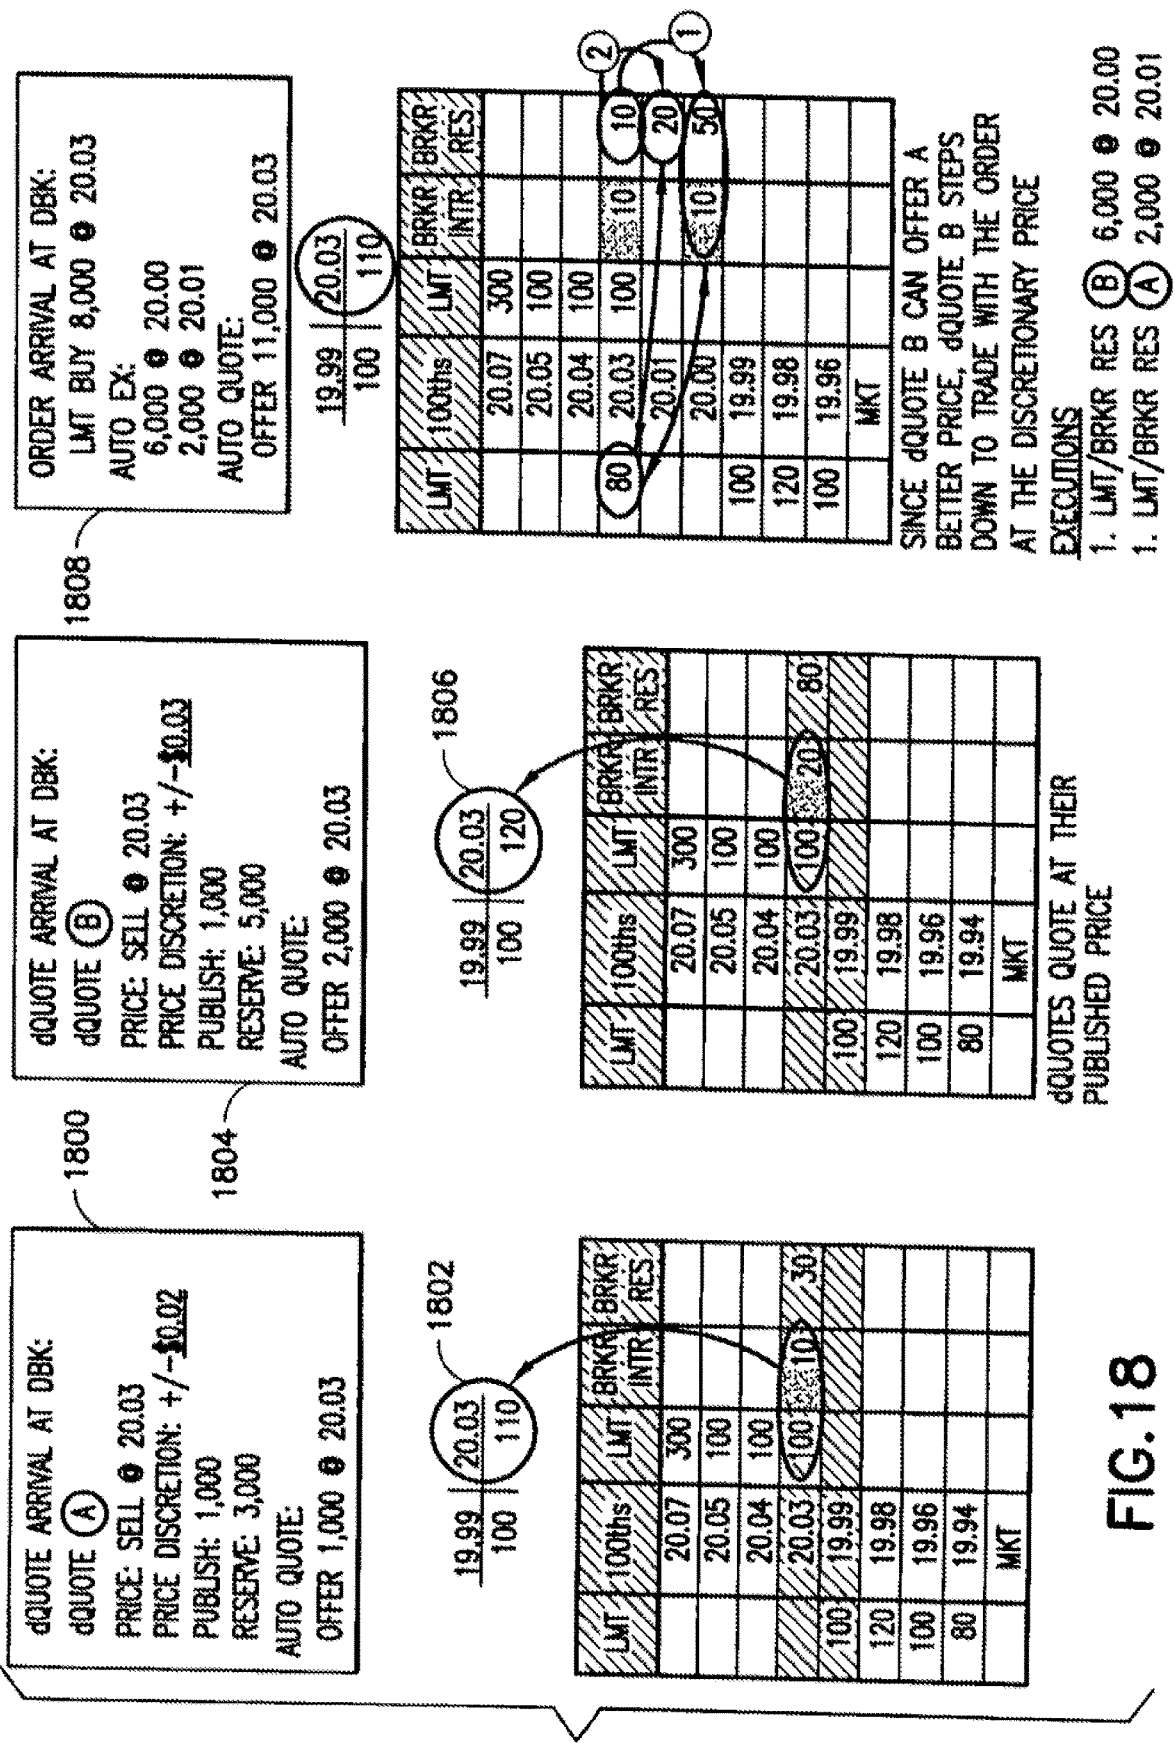 dQUOTE ARRIVAL AT DBK:
dQUOTE A
PRICE: SELL @ 20.03
PRICE DISCRETION: +/-$0.02
PUBLISH: 1,000
RESERVE: 3,000
AUTO QUOTE:
OFFER 1,000 @ 20.03
1800
19.99 20.03
100 110
1802
LMT 100ths LMT BRKR INTR BRKR RES
20.07 300
20.05 100
20.04 100
20.03 100 10 30
100 19.99
120 19.98
100 19.96
80 19.94
MKT
dQUOTE ARRIVAL AT DBK:
dQUOTE B
PRICE: SELL @ 20.03
PRICE DISCRETION: +/-$0.03
PUBLISH: 1,000
RESERVE: 5,000
AUTO QUOTE:
OFFER 2,000 @ 20.03
1804
19.99 20.03
100 120
1806
LMT 100ths LMT BRKR INTR BRKR RES
20.07 300
20.05 100
20.04 100
20.03 100 20 80
100 19.99
120 19.98
100 19.96
80 19.94
MKT
dQUOTES QUOTE AT THEIR
PUBLISHED PRICE
ORDER ARRIVAL AT DBK:
LMT BUY 8,000 @ 20.03
AUTO EX:
6,000 @ 20.00
2,000 @ 20.01
AUTO QUOTE:
OFFER 11,000 @ 20.03
1808
19.99 20.03
100 110
LMT 100ths LMT BRKR INTR BRKR RES
20.07 300
20.05 100
20.04 100
80 20.03 100 10 10
20.01 20
20.00 10 50
100 19.99
120 19.98
100 19.96
MKT
2
1
SINCE dQUOTE B CAN OFFER A
BETTER PRICE, dQUOTE B STEPS
DOWN TO TRADE WITH THE ORDER
AT THE DISCRETIONARY PRICE
EXECUTIONS
1. LMT/BRKR RES B 6,000 @ 20.00
1. LMT/BRKR RES A 2,000 @ 20.01
FIG.18